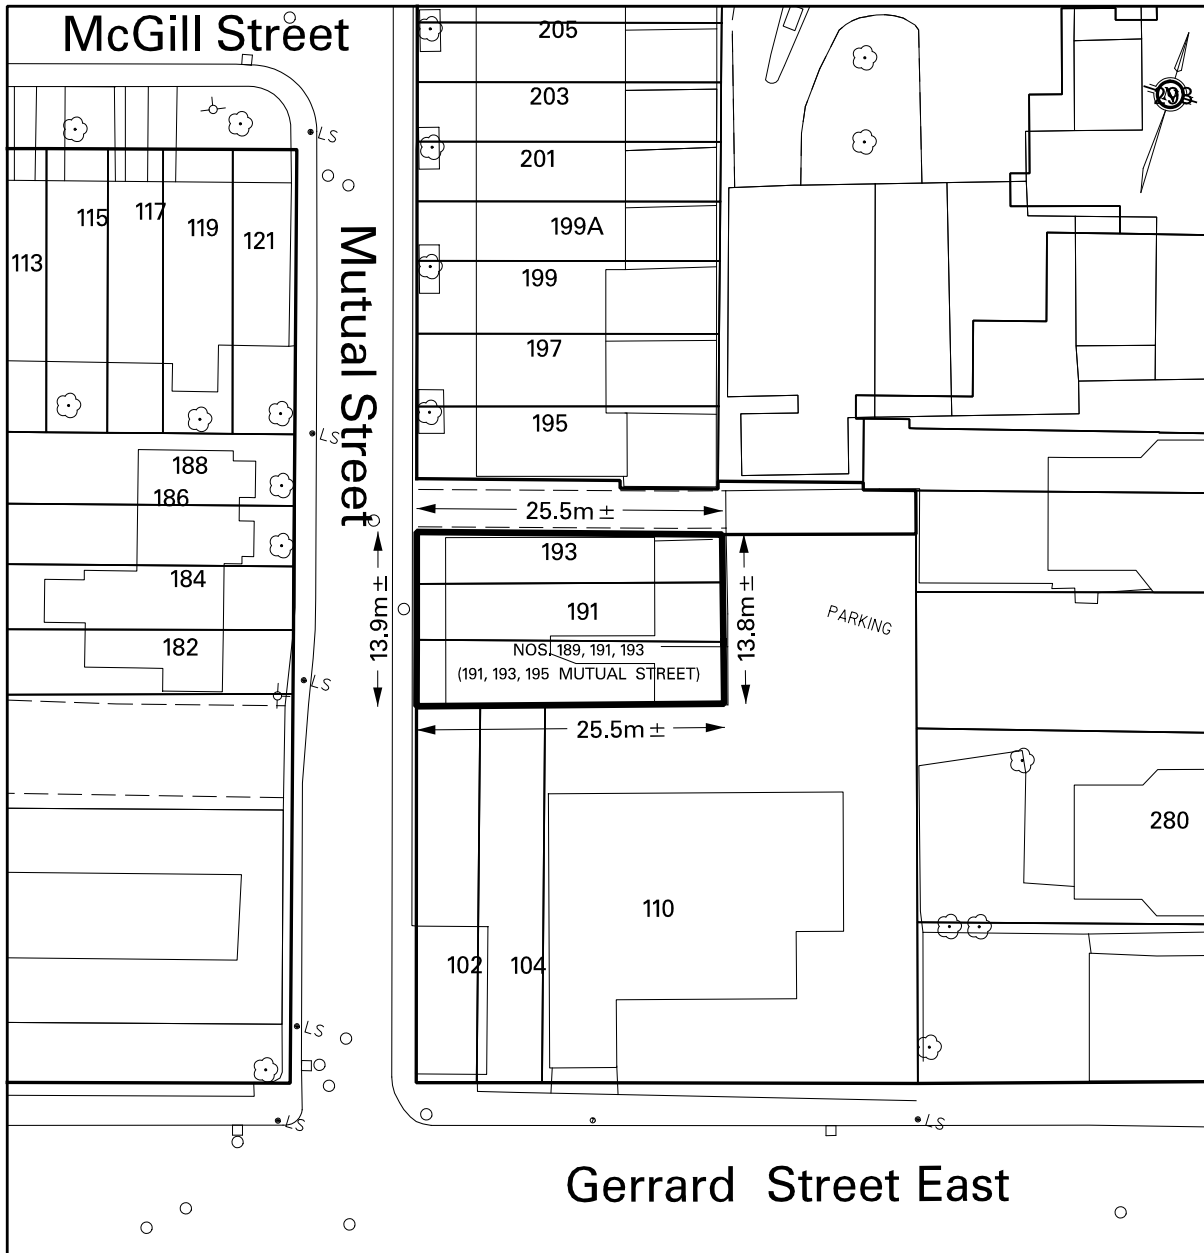 McGill Street
205
203
201
199A
199
197
195
LS
113
115
117
119
121
Mutual Street
LS
188
186
184
182
25.5m ±
193
191
NOS. 189, 191, 193
(191, 193, 195 MUTUAL STREET)
13.9m ±
13.8m ±
25.5m ±
PARKING
LS
280
110
102
104
LS
LS
LS
Gerrard Street East